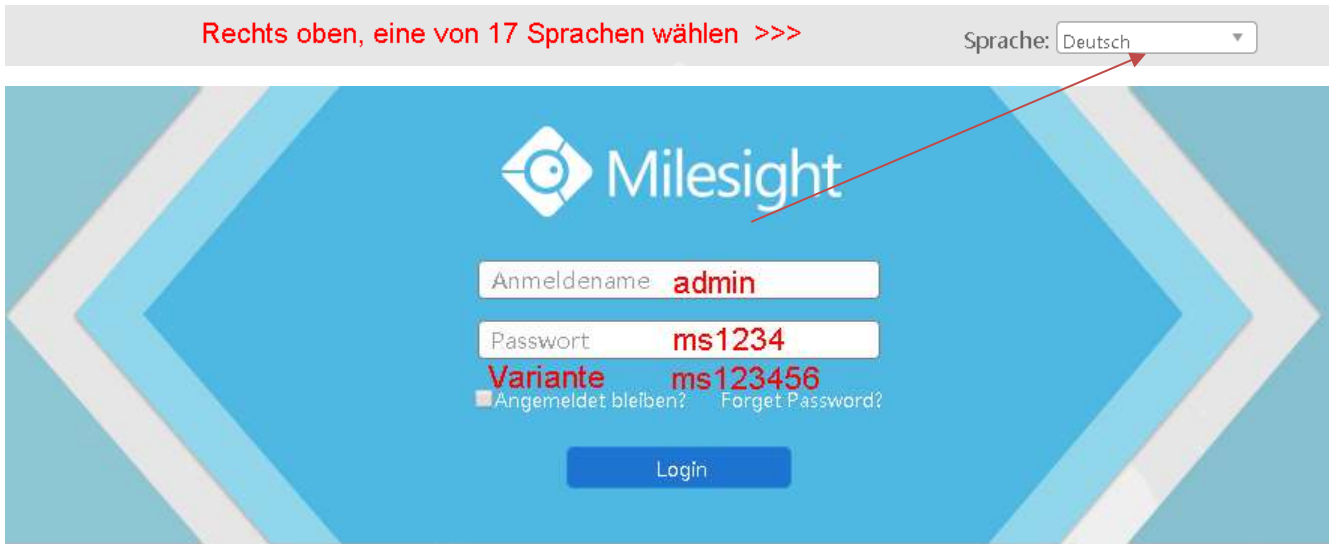 Rechts oben, eine von 17 Sprachen wählen >>>
Sprache: Deutsch
Milesight
Anmeldename admin
Passwort ms1234
Variante ms123456
Angemeldet bleiben? Forget Password?
Login